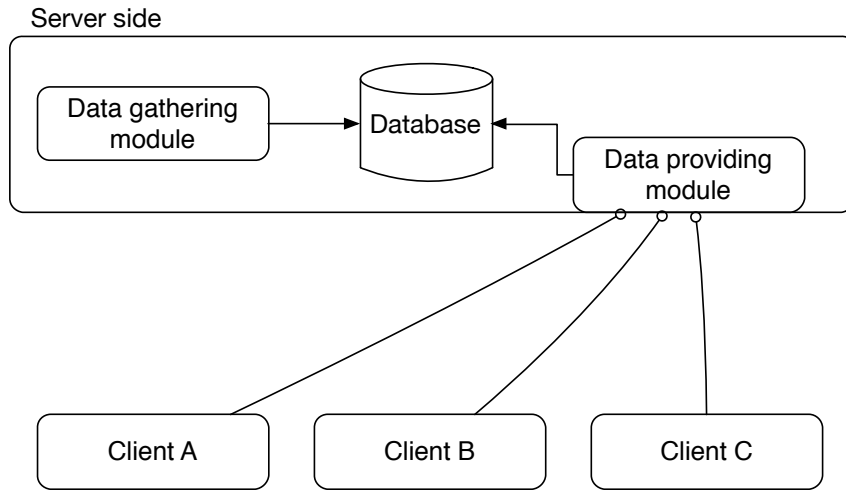 Server side
Data gathering
module
Database
Data providing
module
Client A
Client B
Client C